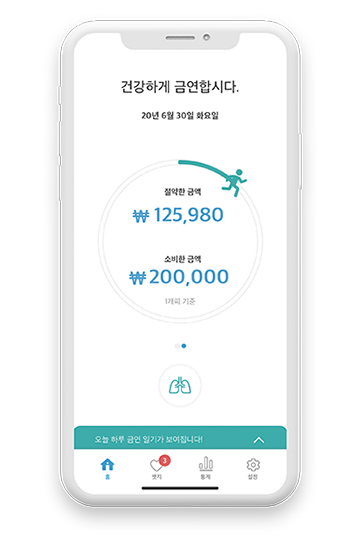 건강하게 금연합시다.
20년 6월 30일 화요일
절약한 금액
₩ 125,980
소비한 금액
₩200,000
1개피 기준
오늘 하루 금연 일기가 보여집니다!
3
홈
뱃지
통계
설정